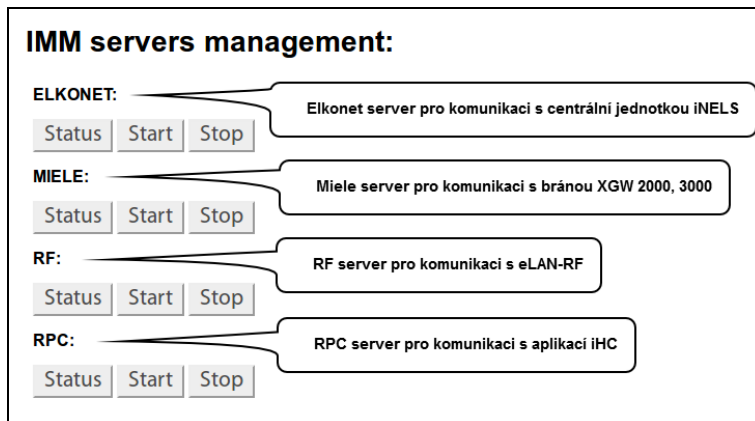 IMM servers management:
ELKONET:
Elkonet server pro komunikaci s centrální jednotkou iNELS
Status Start Stop
MIELE:
Miele server pro komunikaci s bránou XGW 2000, 3000
Status Start Stop
RF:
RF server pro komunikaci s eLAN-RF
Status Start Stop
RPC:
RPC server pro komunikaci s aplikací iHC
Status Start Stop